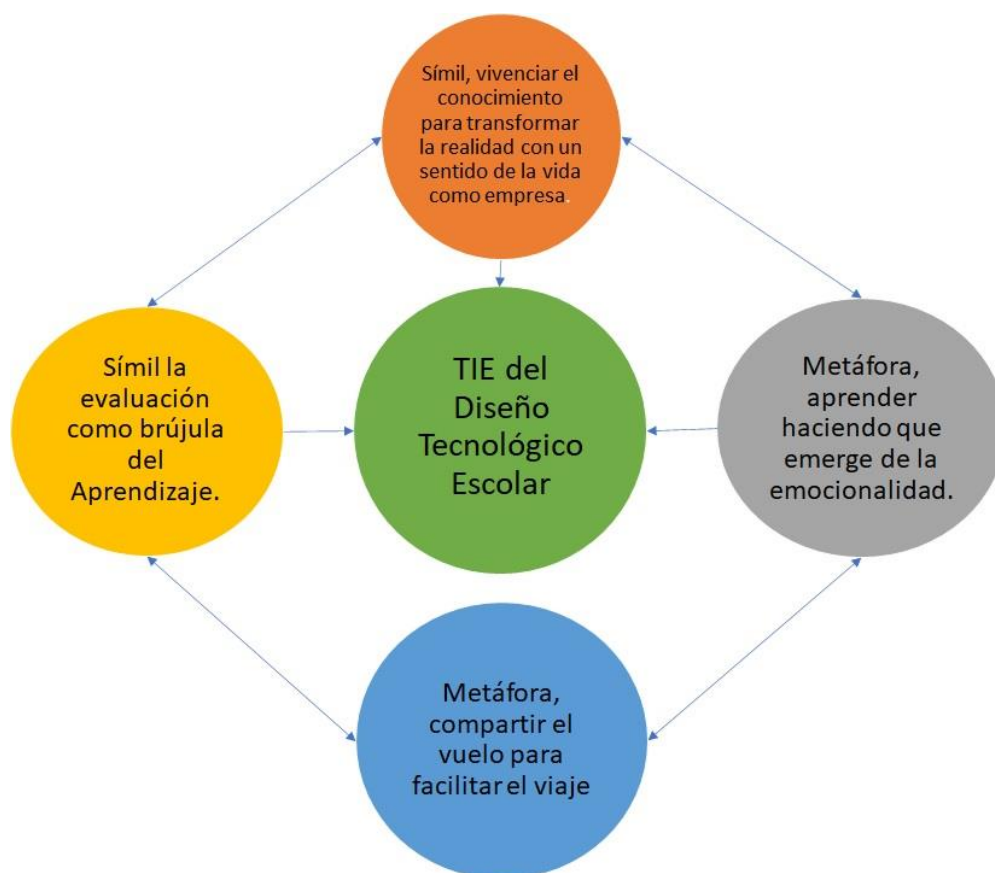 Símil, vivenciar el
conocimiento
para transformar
la realidad con un
sentido de la vida
como empresa.
Símil la
evaluación
como brújula
del
Aprendizaje.
TIE del
Diseño
Tecnológico
Escolar
Metáfora,
aprender
haciendo que
emerge de la
emocionalidad.
Metáfora,
compartir el
vuelo para
facilitar el viaje